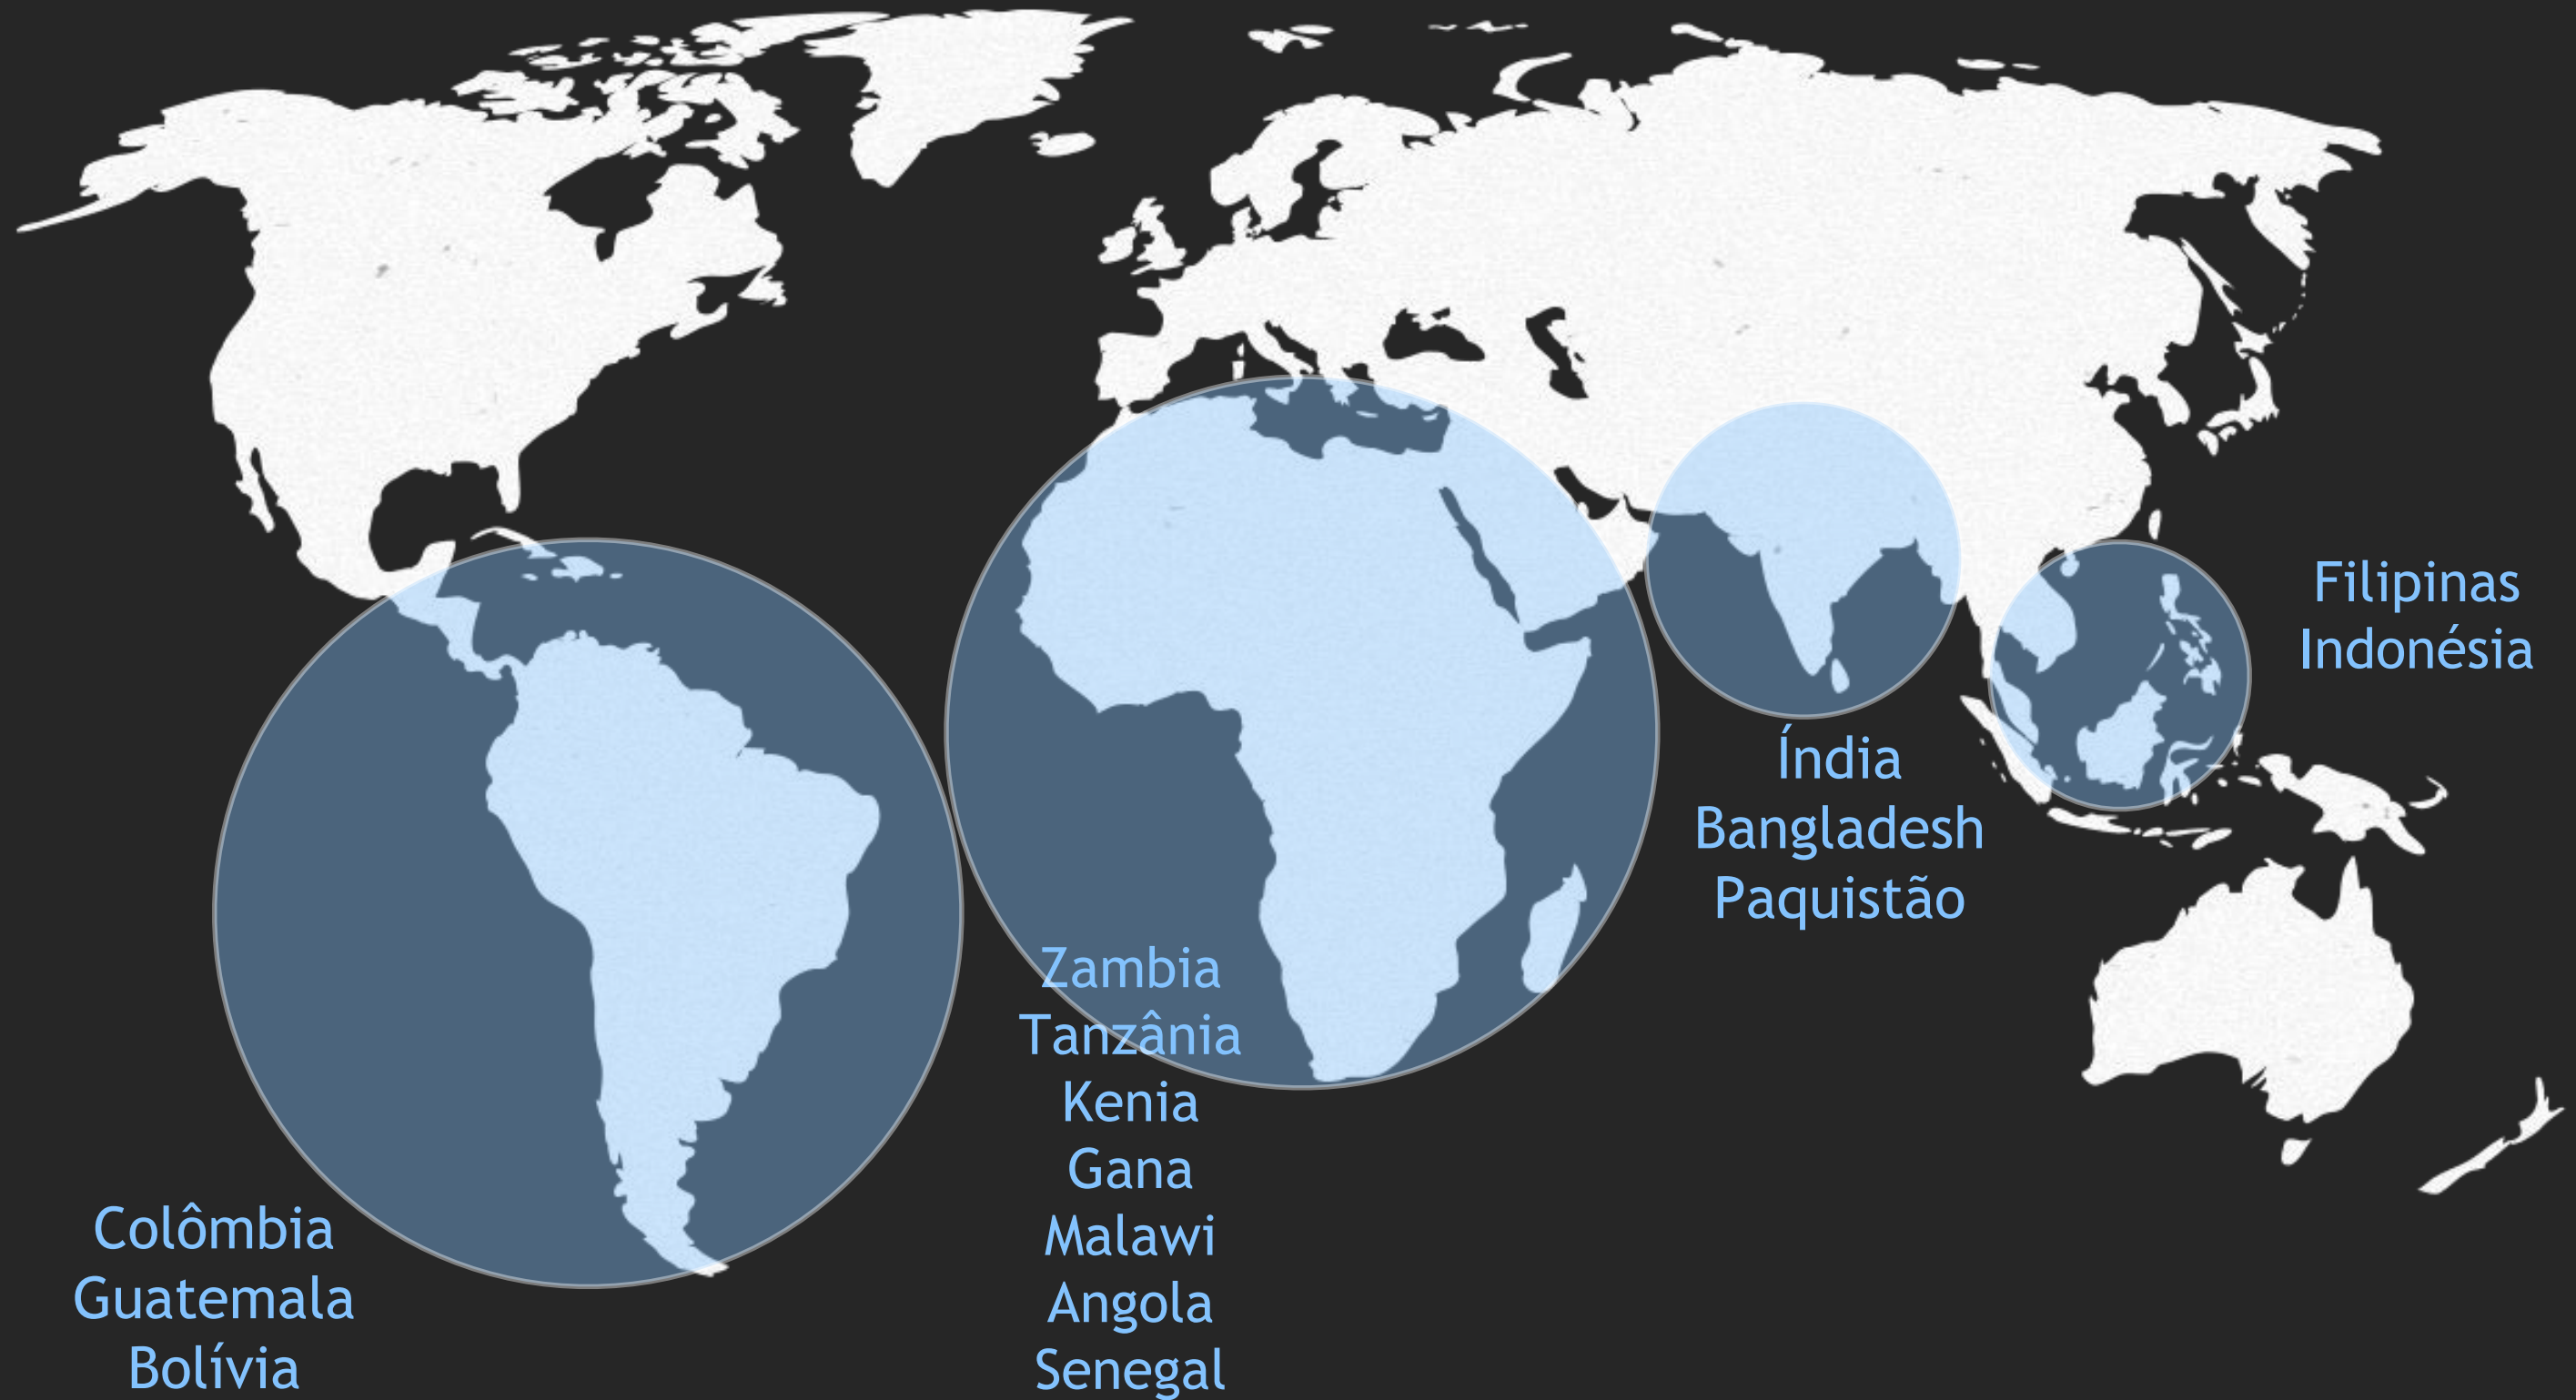 Filipinas
Indonésia
Índia
Bangladesh
Paquistão
Zambia
Tanzânia
Kenia
Gana
Malawi
Angola
Senegal
Colômbia
Guatemala
Bolívia